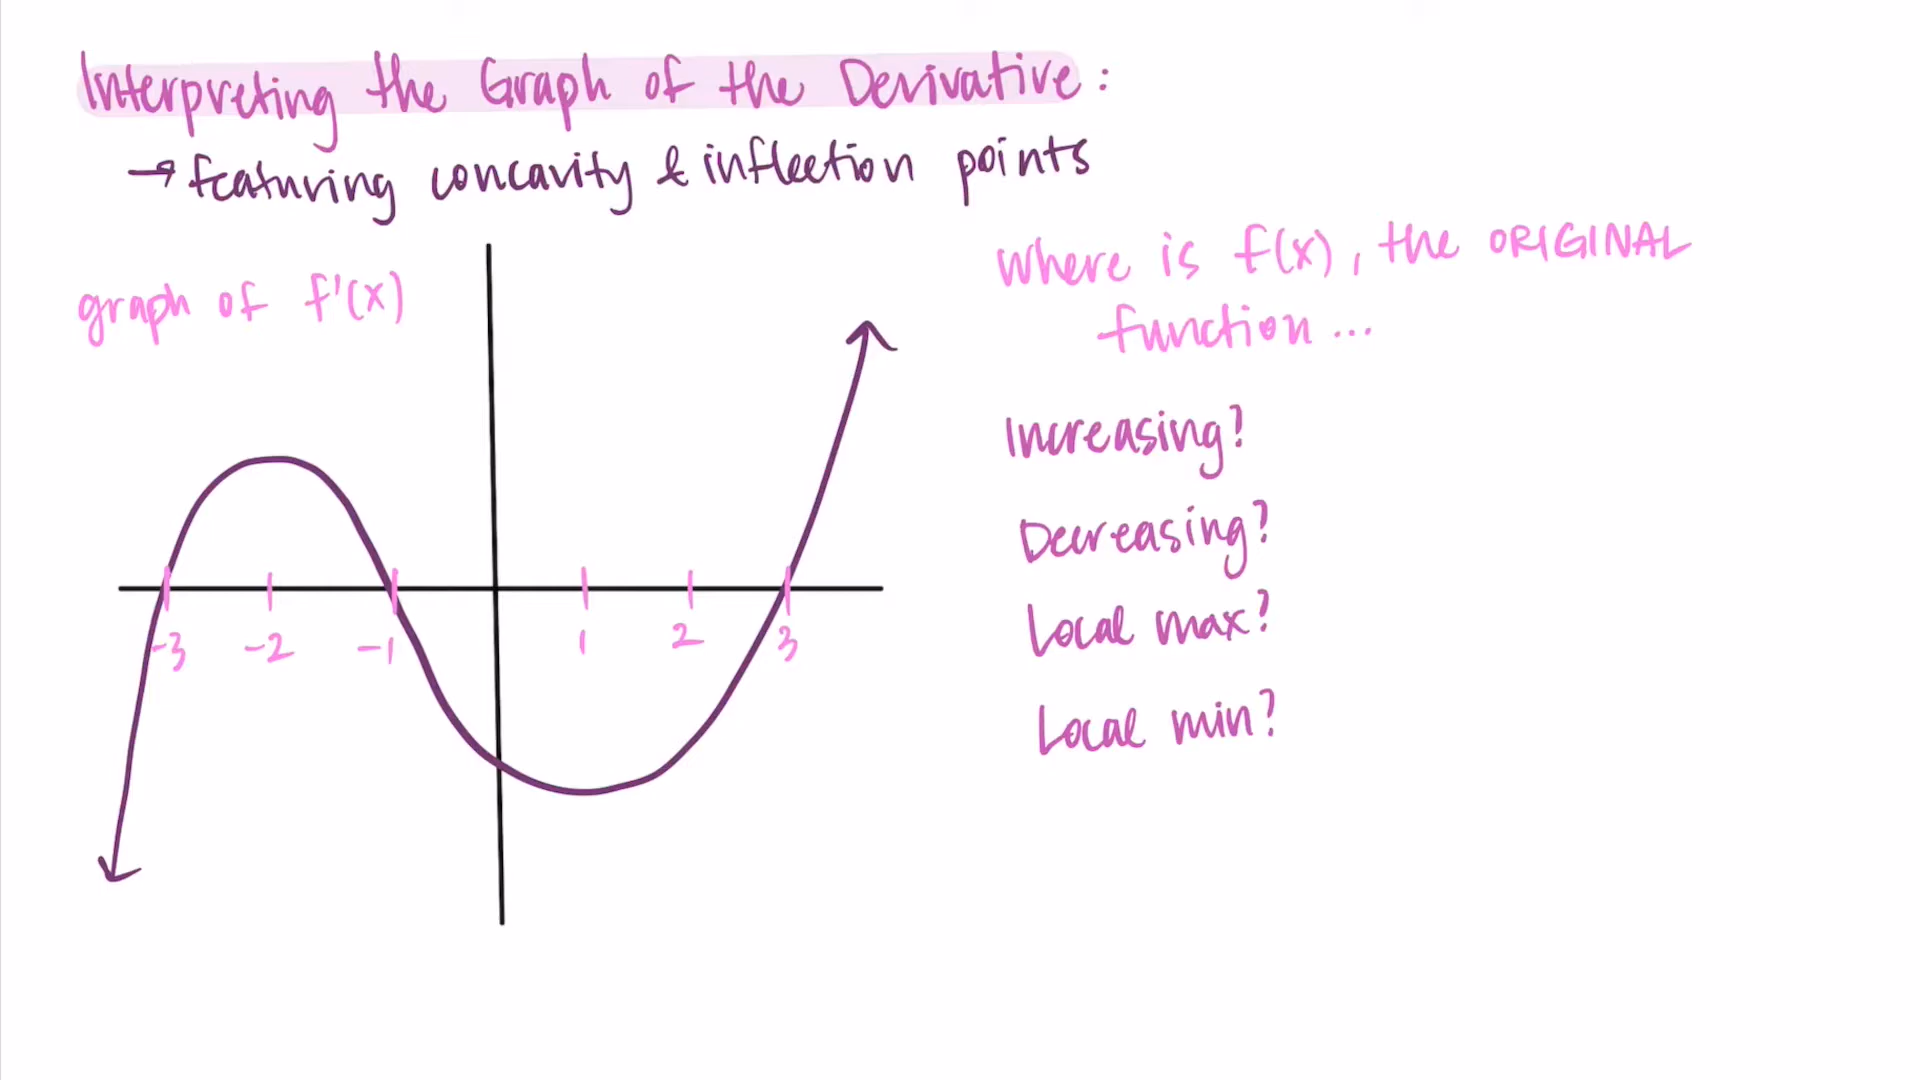 Interpreting the Graph of the Derivative:
→ featuring concavity & inflection points
graph of f'(x)
-3 -2 -1 1 2 3
where is f(x), the ORIGINAL
function...
Increasing?
Decreasing?
Local max?
Local min?